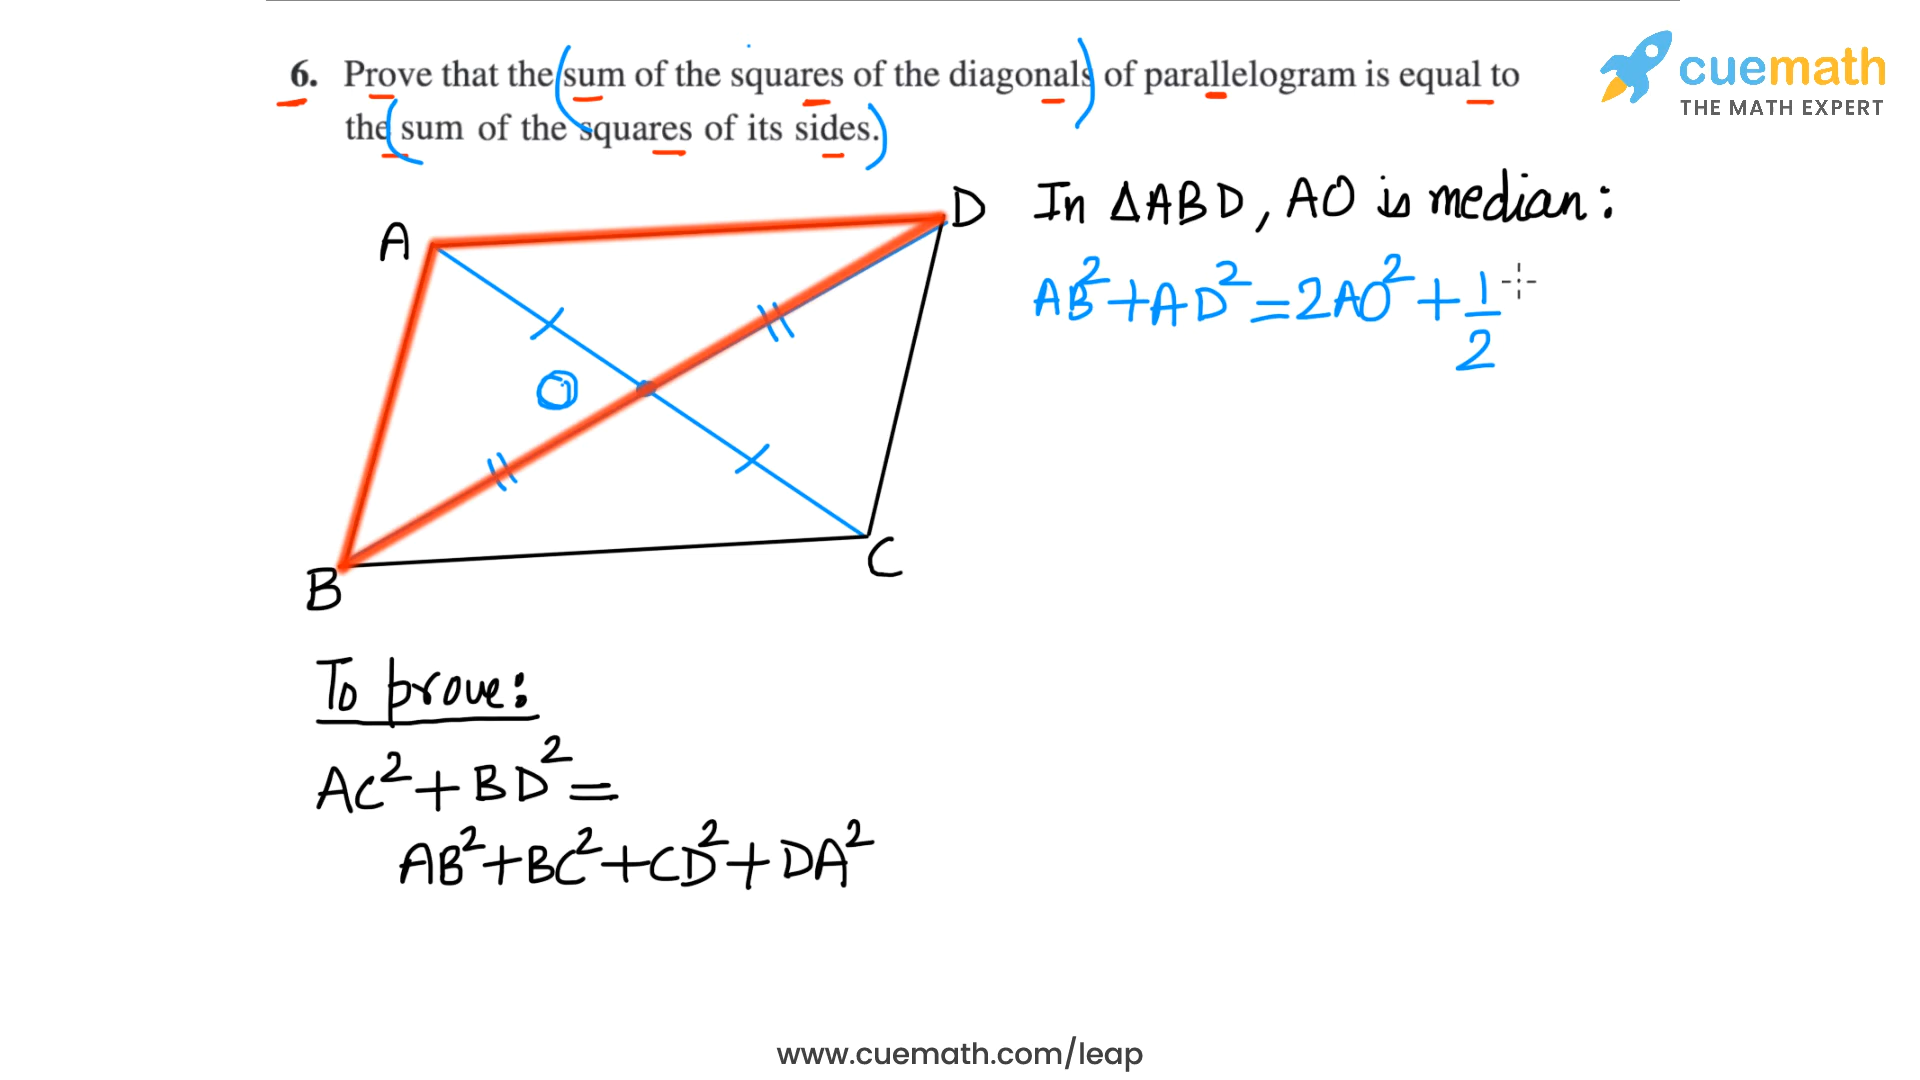 6. Prove that the sum of the squares of the diagonals of parallelogram is equal to
the sum of the squares of its sides.
cuemath
THE MATH EXPERT
A
D
O
B
C
In ΔABD, AO is median:
AB² + AD² = 2AO² + 1/2
To prove:
AC² + BD² =
AB² + BC² + CD² + DA²
www.cuemath.com/leap